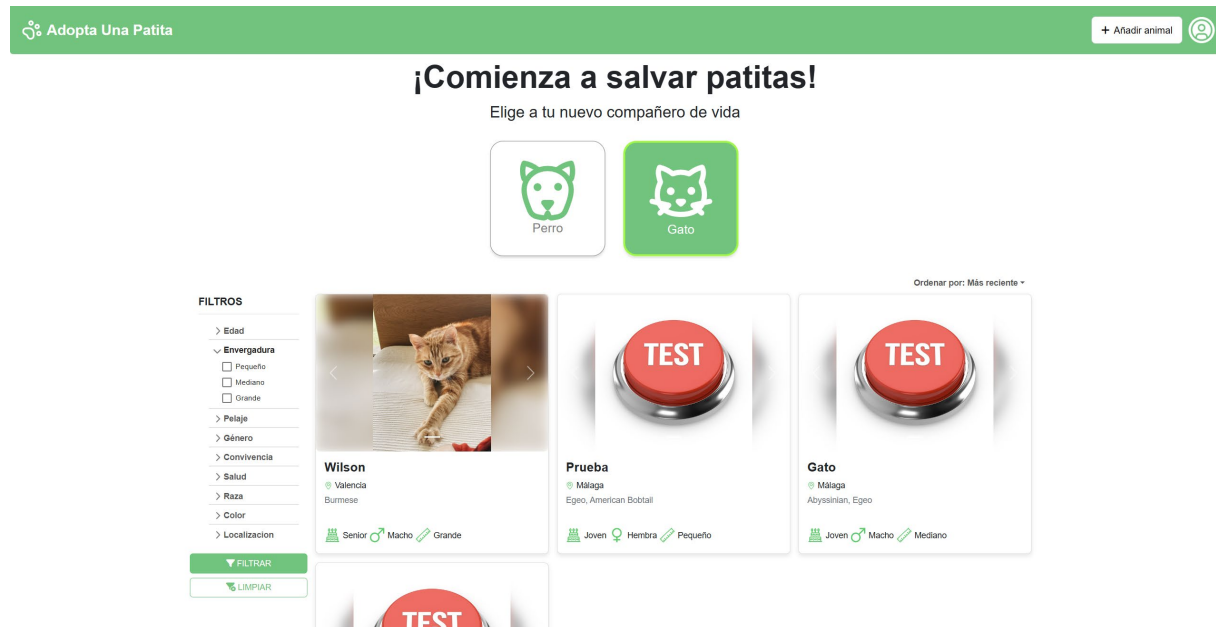 Adopta Una Patita
+ Añadir animal
¡Comienza a salvar patitas!
Elige a tu nuevo compañero de vida
Perro
Gato
Ordenar por: Más reciente
FILTROS
Edad
Envergadura
Pequeño
Mediano
Grande
Pelaje
Género
Convivencia
Salud
Raza
Color
Localizacion
FILTRAR
LIMPIAR
Wilson
Valencia
Burmese
Senior Macho Grande
TEST
Prueba
Málaga
Egeo, American Bobtail
Joven Hembra Pequeño
TEST
Gato
Málaga
Abyssinian, Egeo
Joven Macho Mediano
TEST